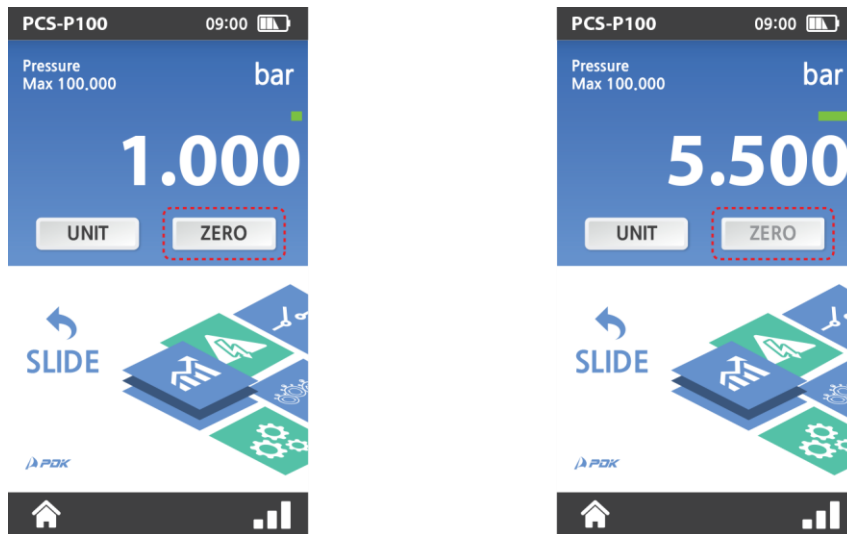 PCS-P100 09:00
Pressure
Max 100.000
bar
1.000
UNIT ZERO
SLIDE
PDK
PCS-P100 09:00
Pressure
Max 100.000
bar
5.500
UNIT ZERO
SLIDE
PDK